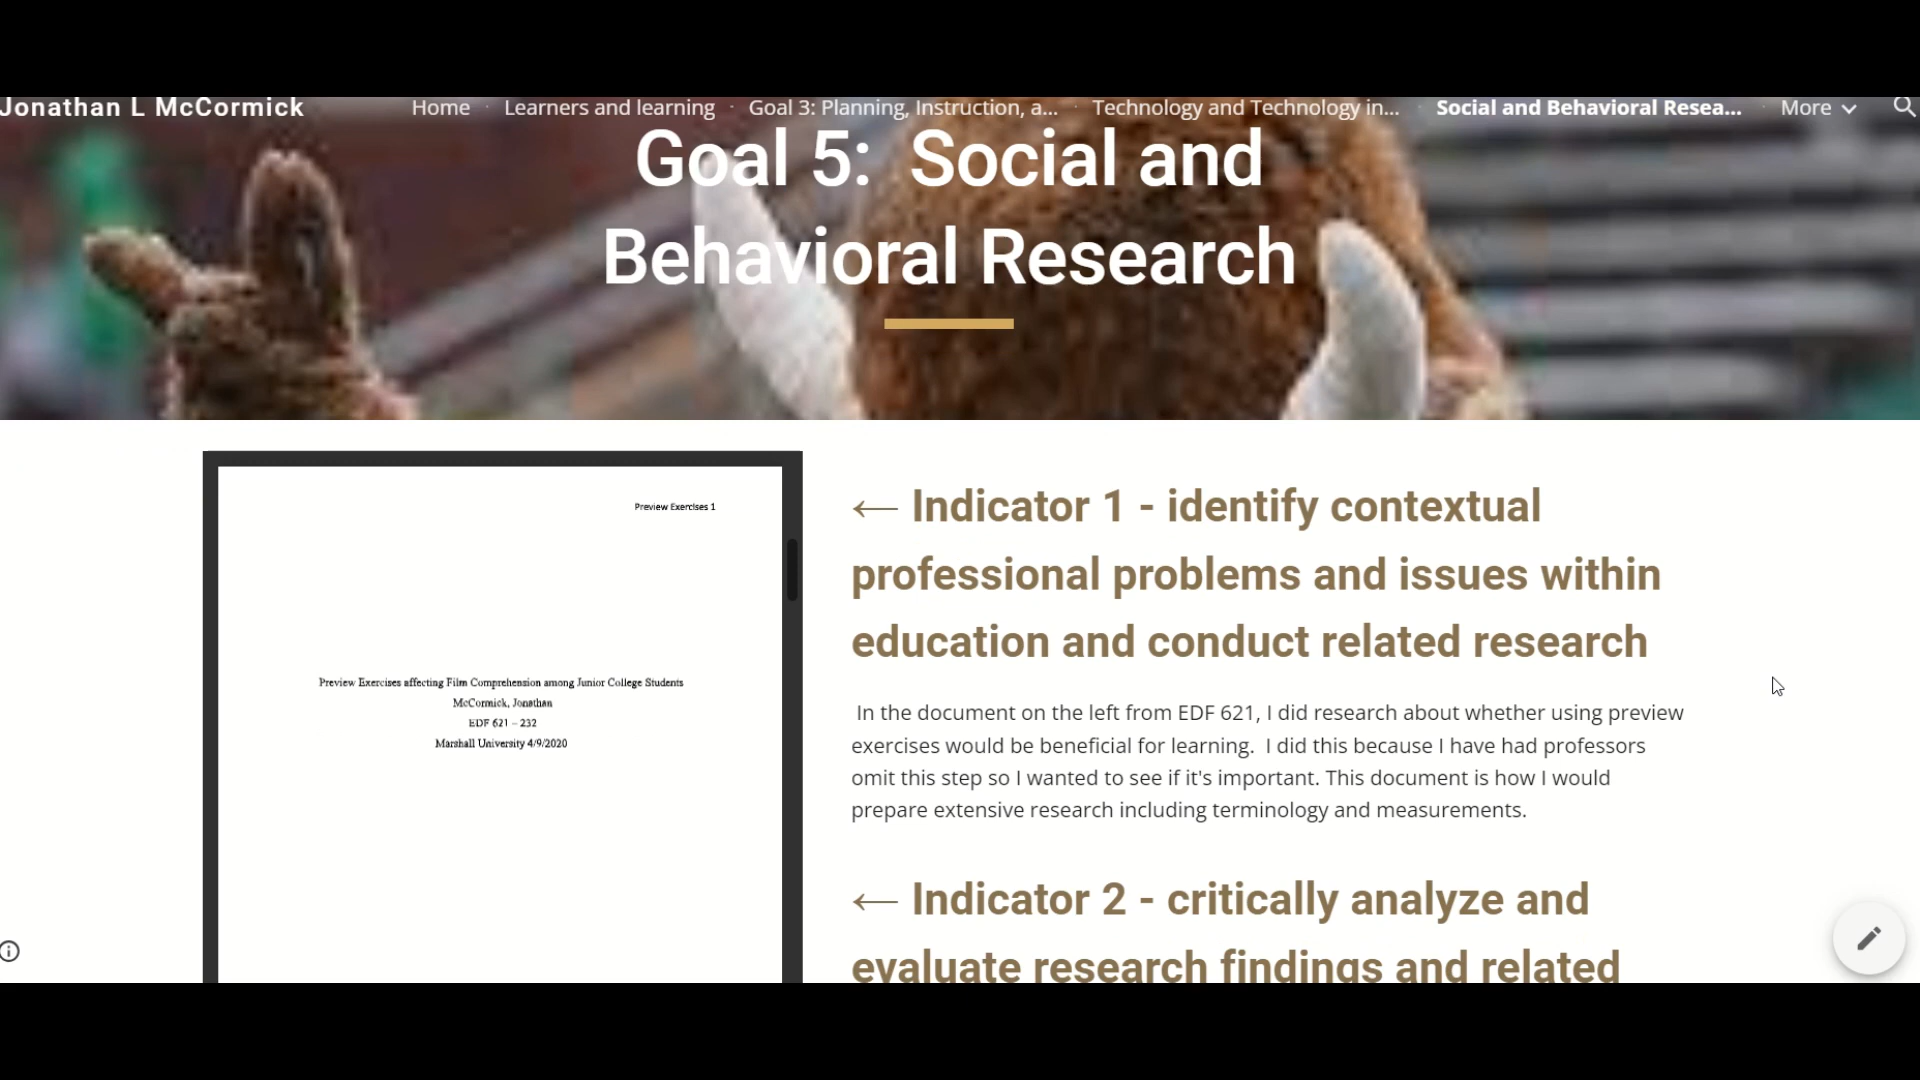 Jonathan L McCormick
Home · Learners and learning · Goal 3: Planning, Instruction, a... · Technology and Technology in... · Social and Behavioral Resea... · More
Goal 5:  Social and
Behavioral Research
Preview Exercises 1
Preview Exercises affecting Film Comprehension among Junior College Students
McCormick, Jonathan
EDF 621 – 232
Marshall University 4/9/2020
← Indicator 1 - identify contextual
professional problems and issues within
education and conduct related research
In the document on the left from EDF 621, I did research about whether using preview
exercises would be beneficial for learning.  I did this because I have had professors
omit this step so I wanted to see if it's important. This document is how I would
prepare extensive research including terminology and measurements.
← Indicator 2 - critically analyze and
evaluate research findings and related